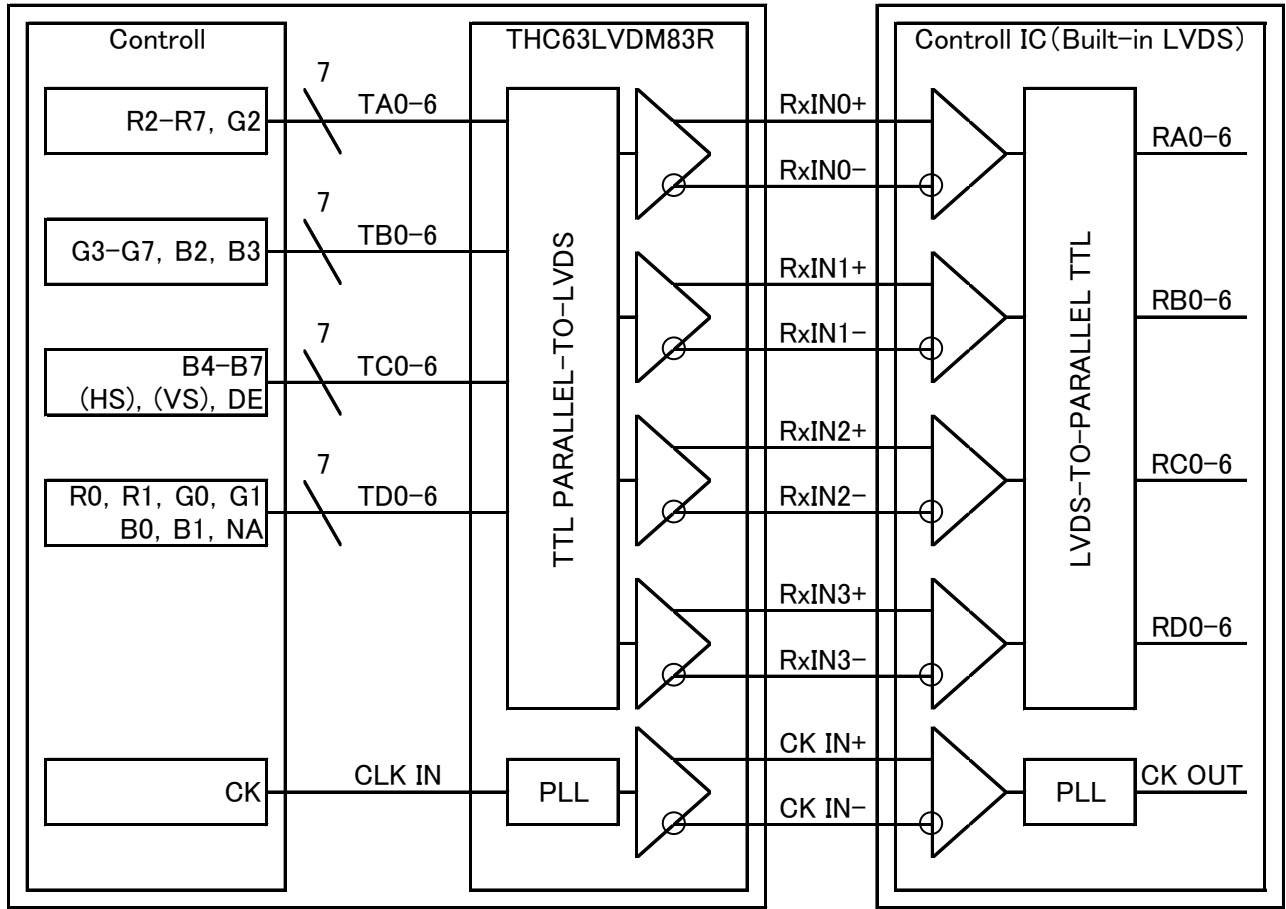 Controll
THC63LVDM83R
Controll IC(Built-in LVDS)
R2-R7, G2
7
TA0-6
G3-G7, B2, B3
7
TB0-6
B4-B7
(HS), (VS), DE
7
TC0-6
R0, R1, G0, G1
B0, B1, NA
7
TD0-6
CK
CLK IN
TTL PARALLEL-TO-LVDS
PLL
RxIN0+
RxIN0-
RxIN1+
RxIN1-
RxIN2+
RxIN2-
RxIN3+
RxIN3-
CK IN+
CK IN-
LVDS-TO-PARALLEL TTL
PLL
RA0-6
RB0-6
RC0-6
RD0-6
CK OUT